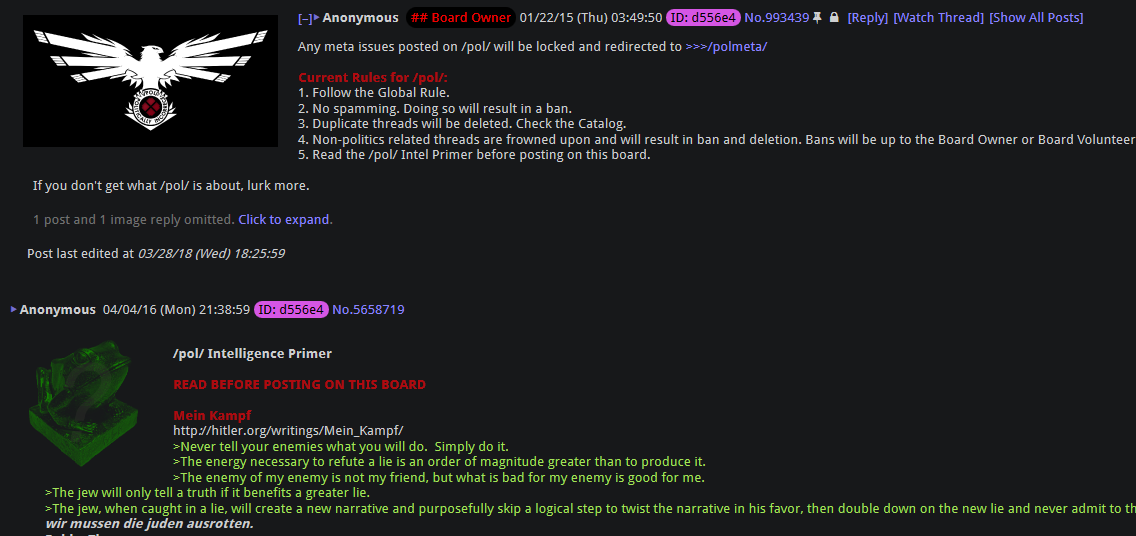 [–]▶ Anonymous ## Board Owner 01/22/15 (Thu) 03:49:50 ID: d556e4 No.993439 [Reply] [Watch Thread] [Show All Posts]
Any meta issues posted on /pol/ will be locked and redirected to >>>/polmeta/
Current Rules for /pol/:
1. Follow the Global Rule.
2. No spamming. Doing so will result in a ban.
3. Duplicate threads will be deleted. Check the Catalog.
4. Non-politics related threads are frowned upon and will result in ban and deletion. Bans will be up to the Board Owner or Board Volunteer
5. Read the /pol/ Intel Primer before posting on this board.
If you don't get what /pol/ is about, lurk more.
1 post and 1 image reply omitted. Click to expand.
Post last edited at 03/28/18 (Wed) 18:25:59
▶ Anonymous 04/04/16 (Mon) 21:38:59 ID: d556e4 No.5658719
/pol/ Intelligence Primer
READ BEFORE POSTING ON THIS BOARD
Mein Kampf
http://hitler.org/writings/Mein_Kampf/
>Never tell your enemies what you will do.  Simply do it.
>The energy necessary to refute a lie is an order of magnitude greater than to produce it.
>The enemy of my enemy is not my friend, but what is bad for my enemy is good for me.
>The jew will only tell a truth if it benefits a greater lie.
>The jew, when caught in a lie, will create a new narrative and purposefully skip a logical step to twist the narrative in his favor, then double down on the new lie and never admit to th
wir mussen die juden ausrotten.